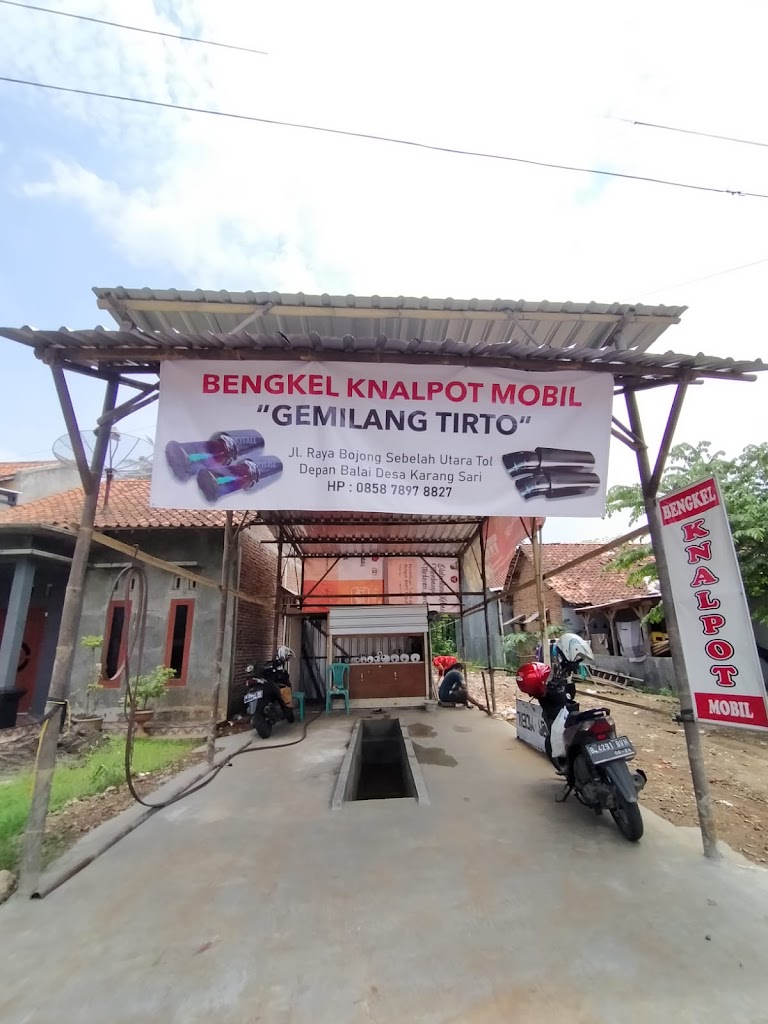 BENGKEL KNALPOT MOBIL
"GEMILANG TIRTO"
Jl. Raya Bojong Sebelah Utara Tol
Depan Balai Desa Karang Sari
HP : 0858 7897 8827
BENGKEL
KNALPOT
MOBIL